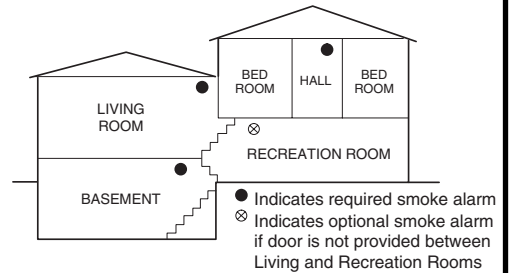 BED
ROOM
HALL
BED
ROOM
LIVING
ROOM
RECREATION ROOM
BASEMENT
Indicates required smoke alarm
Indicates optional smoke alarm
if door is not provided between
Living and Recreation Rooms